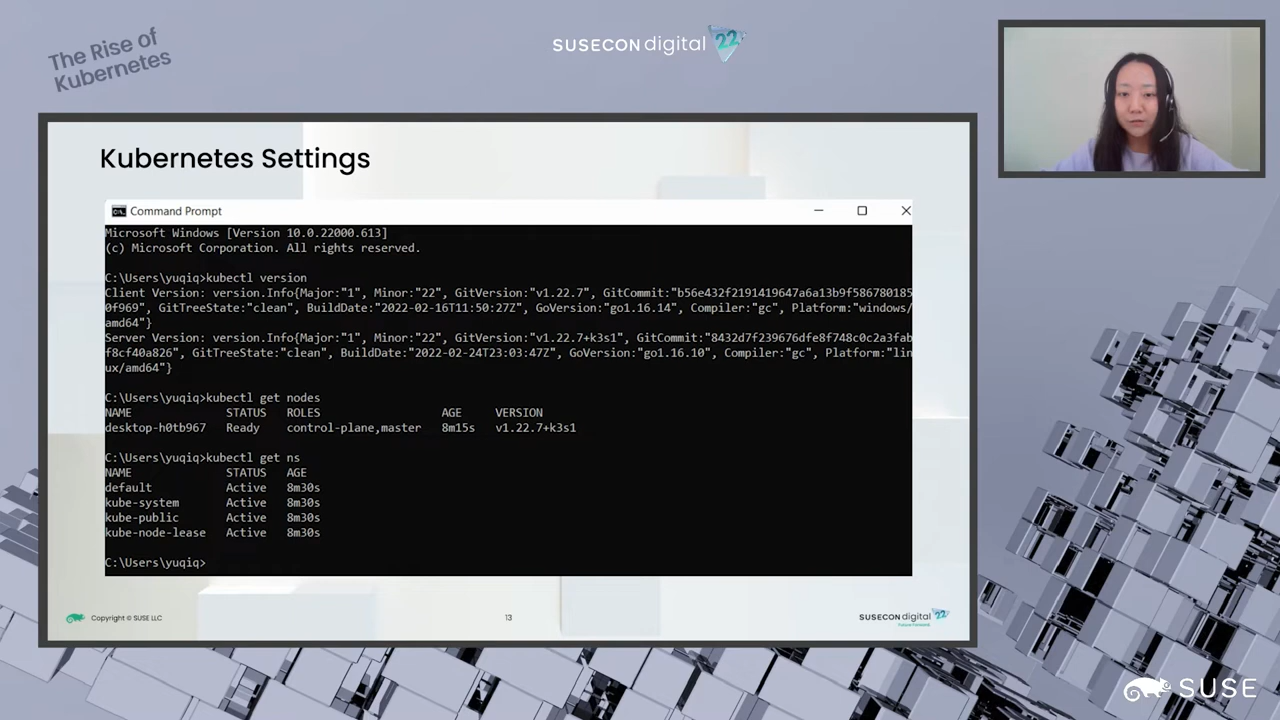 The Rise of
Kubernetes
SUSECON digital 22
Kubernetes Settings
Command Prompt
Microsoft Windows [Version 10.0.22000.613]
(c) Microsoft Corporation. All rights reserved.
C:\Users\yuqiq>kubectl version
Client Version: version.Info{Major:"1", Minor:"22", GitVersion:"v1.22.7", GitCommit:"b56e432f2191419647a6a13b9f586780185
0f969", GitTreeState:"clean", BuildDate:"2022-02-16T11:50:27Z", GoVersion:"go1.16.14", Compiler:"gc", Platform:"windows/
amd64"}
Server Version: version.Info{Major:"1", Minor:"22", GitVersion:"v1.22.7+k3s1", GitCommit:"8432d7f239676dfe8f748c0c2a3fab
f8cf40a826", GitTreeState:"clean", BuildDate:"2022-02-24T23:03:47Z", GoVersion:"go1.16.10", Compiler:"gc", Platform:"lin
ux/amd64"}
C:\Users\yuqiq>kubectl get nodes
NAME STATUS ROLES AGE VERSION
desktop-h0tb967 Ready control-plane,master 8m15s v1.22.7+k3s1
C:\Users\yuqiq>kubectl get ns
NAME STATUS AGE
default Active 8m30s
kube-system Active 8m30s
kube-public Active 8m30s
kube-node-lease Active 8m30s
C:\Users\yuqiq>
Copyright © SUSE LLC
13
SUSECON digital 22
SUSE